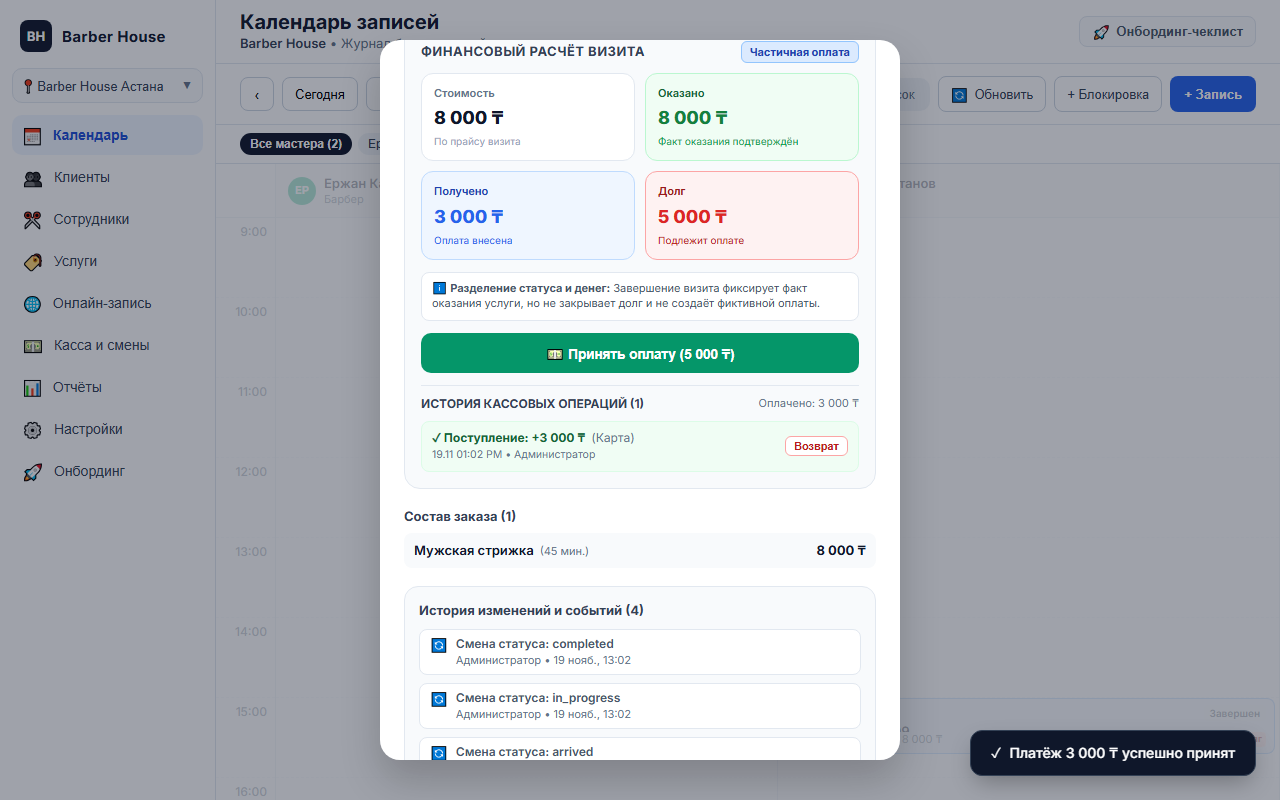 BH
Barber House
Barber House Астана
▼
Календарь
Клиенты
Сотрудники
Услуги
Онлайн-запись
Касса и смены
Отчёты
Настройки
Онбординг
Календарь записей
Barber House • Журнал
Онбординг-чеклист
‹
Сегодня
Обновить
+ Блокировка
+ Запись
Все мастера (2)
ЕР
Барбер
9:00
10:00
11:00
12:00
13:00
14:00
15:00
16:00
ФИНАНСОВЫЙ РАСЧЁТ ВИЗИТА
Частичная оплата
Стоимость
8 000 ₸
По прайсу визита
Оказано
8 000 ₸
Факт оказания подтверждён
Получено
3 000 ₸
Оплата внесена
Долг
5 000 ₸
Подлежит оплате
Разделение статуса и денег: Завершение визита фиксирует факт
оказания услуги, но не закрывает долг и не создаёт фиктивной оплаты.
Принять оплату (5 000 ₸)
ИСТОРИЯ КАССОВЫХ ОПЕРАЦИЙ (1)
Оплачено: 3 000 ₸
✓ Поступление: +3 000 ₸ (Карта)
19.11 01:02 PM • Администратор
Возврат
Состав заказа (1)
Мужская стрижка (45 мин.)
8 000 ₸
История изменений и событий (4)
Смена статуса: completed
Администратор • 19 нояб., 13:02
Смена статуса: in_progress
Администратор • 19 нояб., 13:02
Смена статуса: arrived
Завершен
8 000 ₸
✓ Платёж 3 000 ₸ успешно принят